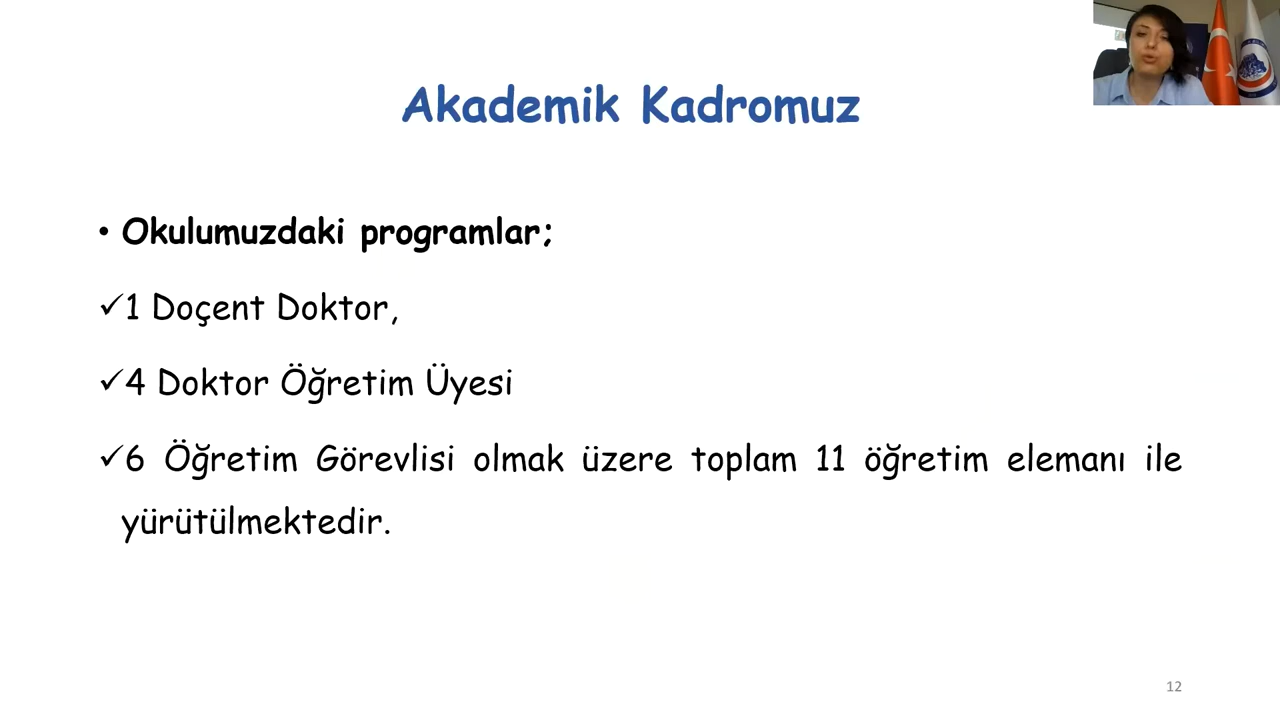 Akademik Kadromuz
• Okulumuzdaki programlar;
✓1 Doçent Doktor,
✓4 Doktor Öğretim Üyesi
✓6 Öğretim Görevlisi olmak üzere toplam 11 öğretim elemanı ile
yürütülmektedir.
12